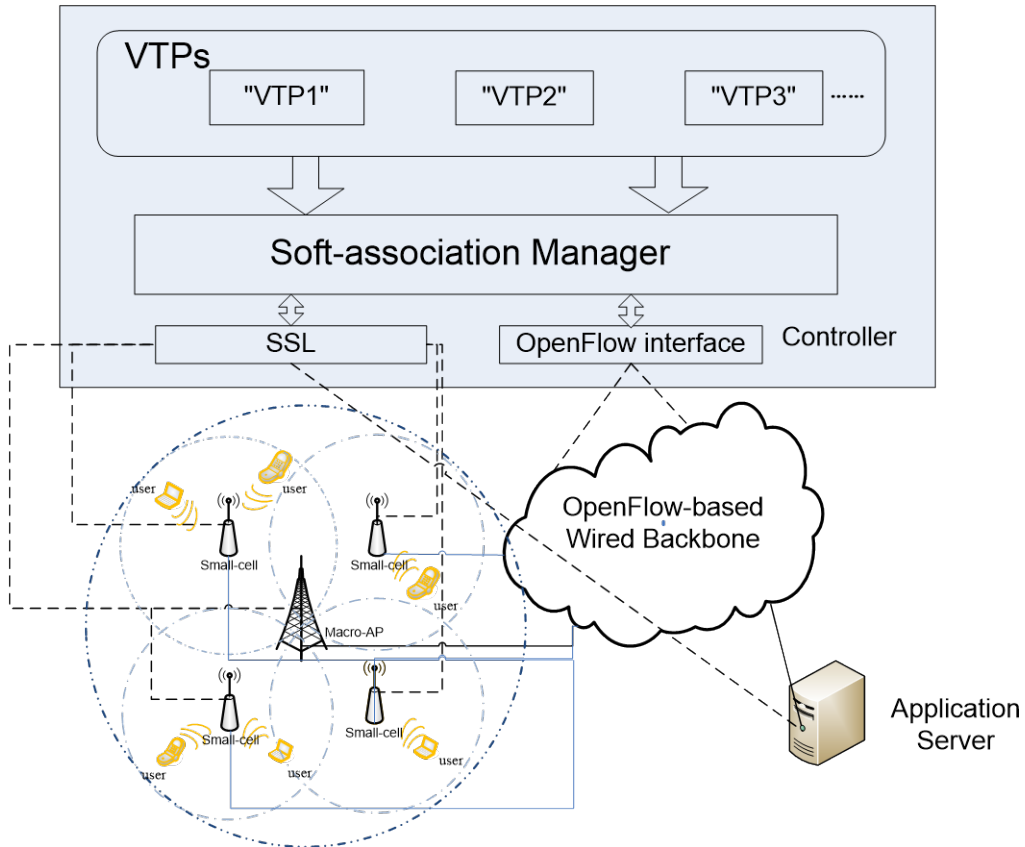 VTPs
"VTP1"
"VTP2"
"VTP3"
......
Soft-association Manager
SSL
OpenFlow interface
Controller
user
user
Small-cell
Small-cell
user
OpenFlow-based
Wired Backbone
Macro-AP
Small-cell
Small-cell
user
user
user
Application
Server